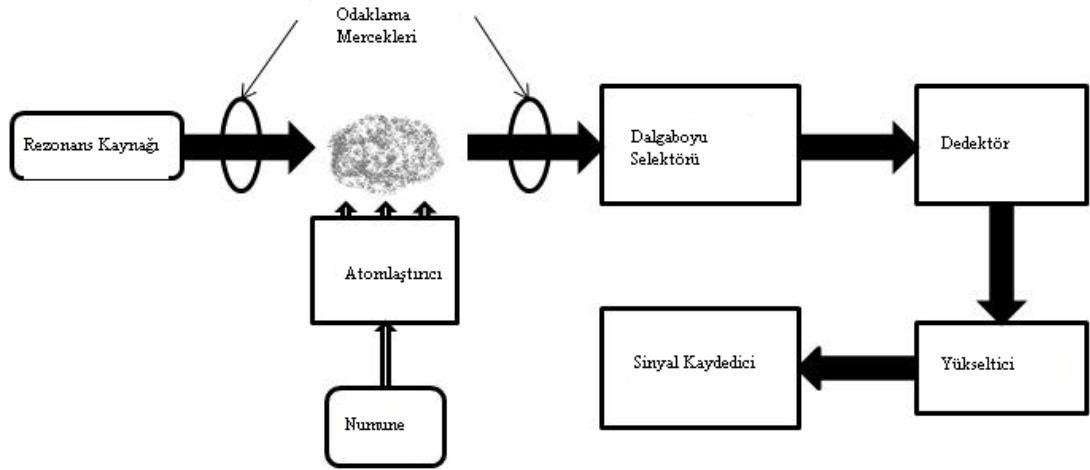 Odaklama
Mercekleri
Rezonans Kaynağı
Dalgaboyu
Selektörü
Dedektör
Atomlaştırıcı
Sinyal Kaydedici
Yükseltici
Numune